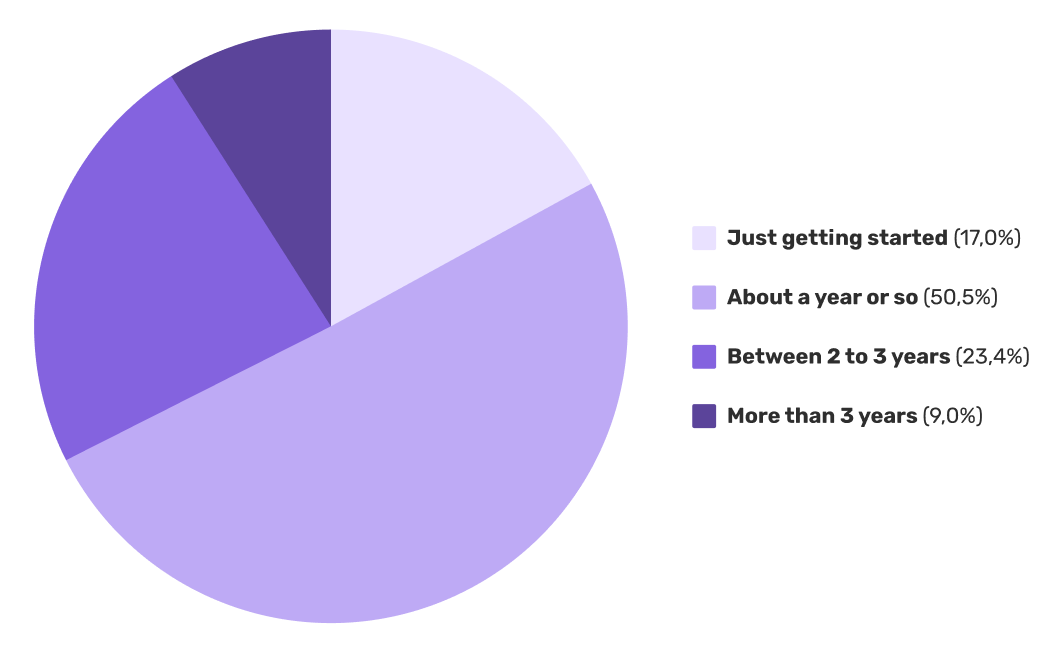 Just getting started (17,0%)
About a year or so (50,5%)
Between 2 to 3 years (23,4%)
More than 3 years (9,0%)